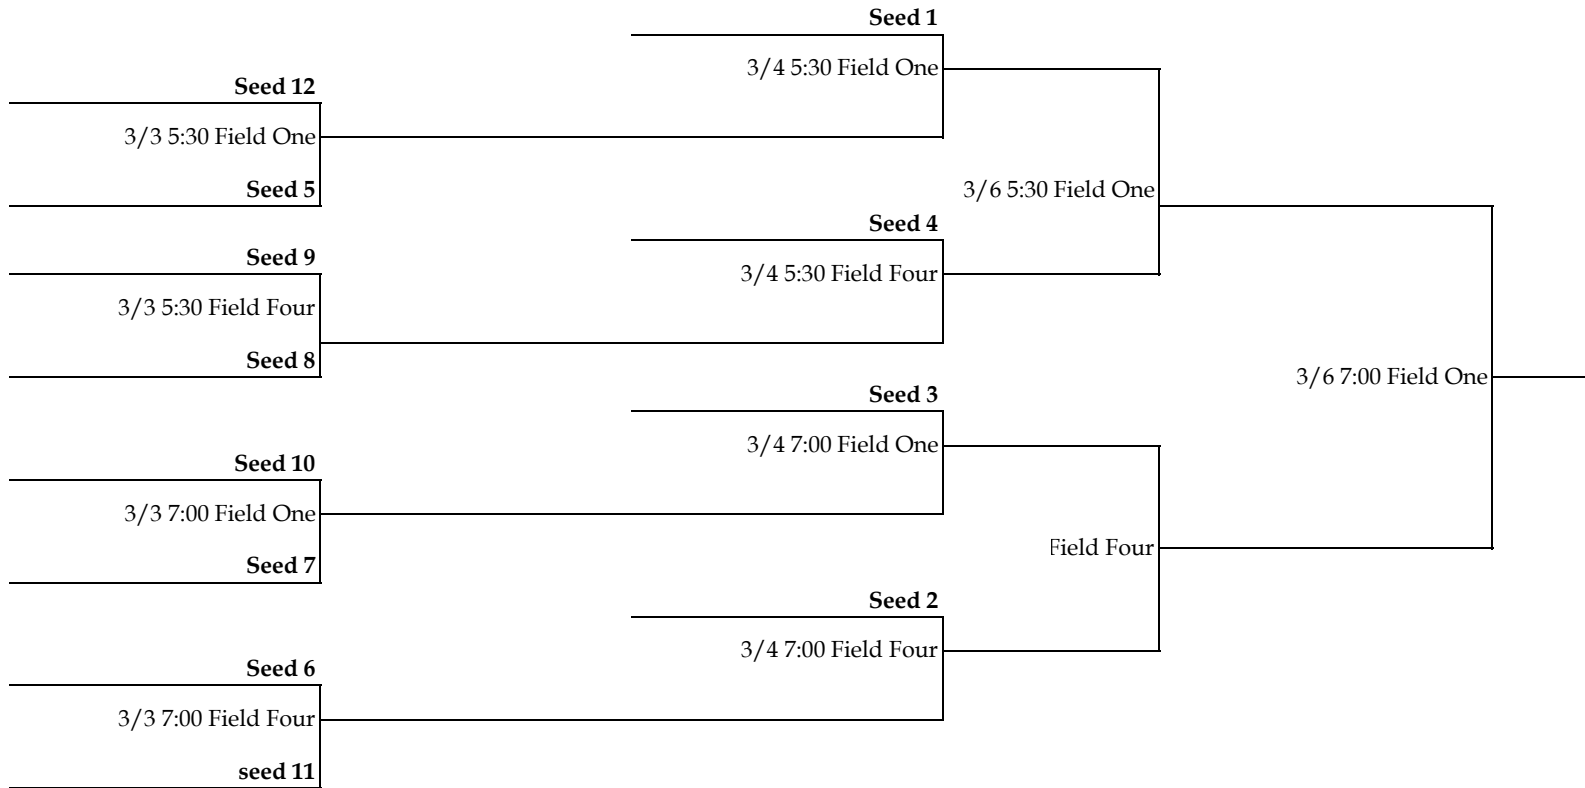 Seed 1
3/4 5:30 Field One
Seed 12
3/3 5:30 Field One
Seed 5
3/6 5:30 Field One
Seed 4
Seed 9
3/4 5:30 Field Four
3/3 5:30 Field Four
Seed 8
3/6 7:00 Field One
Seed 3
3/4 7:00 Field One
Seed 10
3/3 7:00 Field One
Field Four
Seed 7
Seed 2
3/4 7:00 Field Four
Seed 6
3/3 7:00 Field Four
seed 11